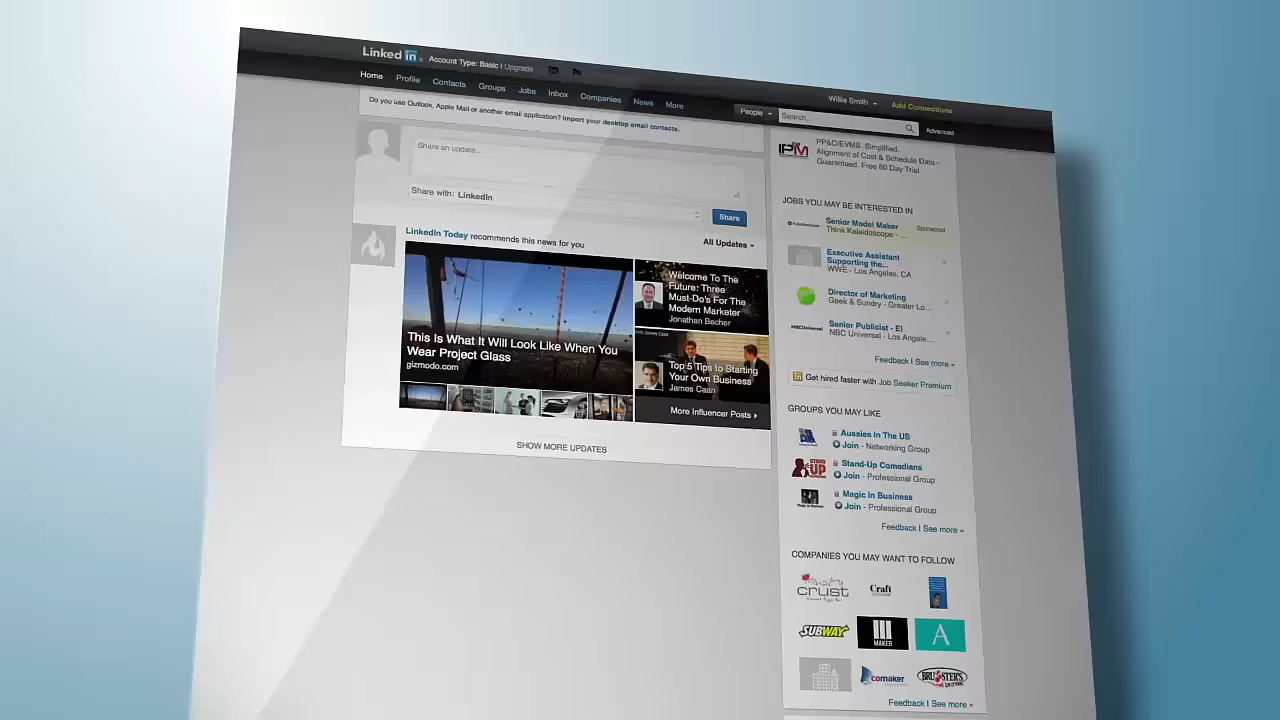 Linked in
Account Type: Basic | Upgrade
Willie Smith
Add Connections
Home
Profile
Contacts
Groups
Jobs
Inbox
Companies
News
More
People
Search...
Advanced
Do you use Outlook, Apple Mail or another email application? Import your desktop email contacts.
Share an update...
Share with: LinkedIn
Share
LinkedIn Today recommends this news for you
All Updates
This Is What It Will Look Like When You
Wear Project Glass
gizmodo.com
Welcome To The
Future: Three
Must-Do's For The
Modern Marketer
Jonathan Becher
Top 5 Tips to Starting
Your Own Business
James Caan
More Influencer Posts
SHOW MORE UPDATES
PP&C/EVMS. Simplified.
Alignment of Cost & Schedule Data -
Guaranteed. Free 60 Day Trial
JOBS YOU MAY BE INTERESTED IN
Senior Model Maker
Think Kaleidoscope - ...
Sponsored
Executive Assistant
Supporting the...
WWE - Los Angeles, CA
Director of Marketing
Geek & Sundry - Greater Lo...
NBCUniversal
Senior Publicist - E!
NBC Universal - Los Angele...
Feedback | See more »
Get hired faster with Job Seeker Premium
GROUPS YOU MAY LIKE
Aussies In The US
Join - Networking Group
STAND UP
Stand-Up Comedians
Join - Professional Group
Magic In Business
Join - Professional Group
Feedback | See more »
COMPANIES YOU MAY WANT TO FOLLOW
CRUST
Craft
SUBWAY
MAKER
A
comaker
BRUSTER'S
Feedback | See more »